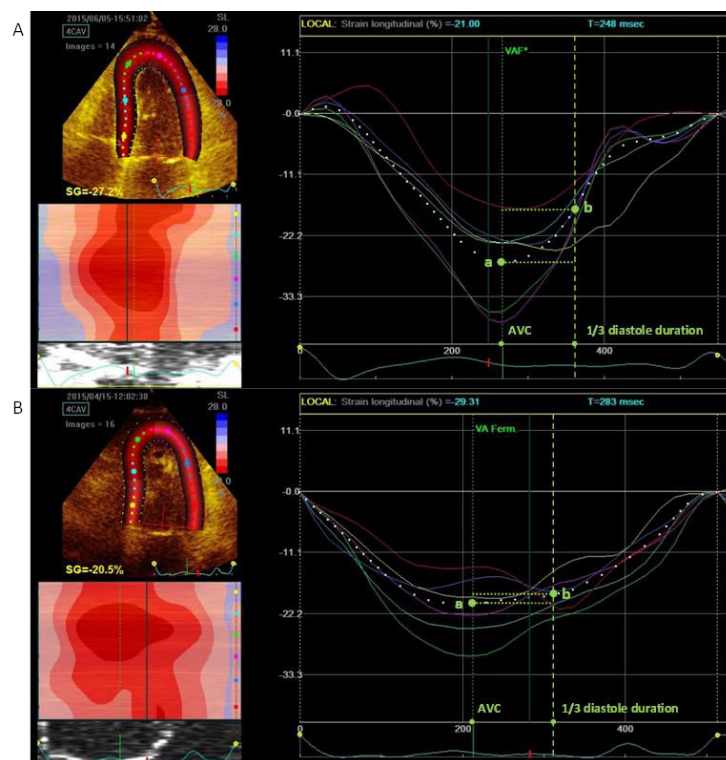 A
2015/06/05-15:51:02
4CAV
Images = 14
SL
28.0
28.0
SG=-27.2%
LOCAL: Strain longitudinal (%) =-21.00 T=248 msec
VAF*
11.1
-0.0
-11.1
-22.2
-33.3
a
b
AVC
1/3 diastole duration
0
200
400
B
2015/04/15-12:02:38
4CAV
Images = 16
SL
28.0
28.0
SG=-20.5%
LOCAL: Strain longitudinal (%) =-29.31 T=283 msec
VA Ferm.
11.1
-0.0
-11.1
-22.2
-33.3
a
b
AVC
1/3 diastole duration
0
200
400